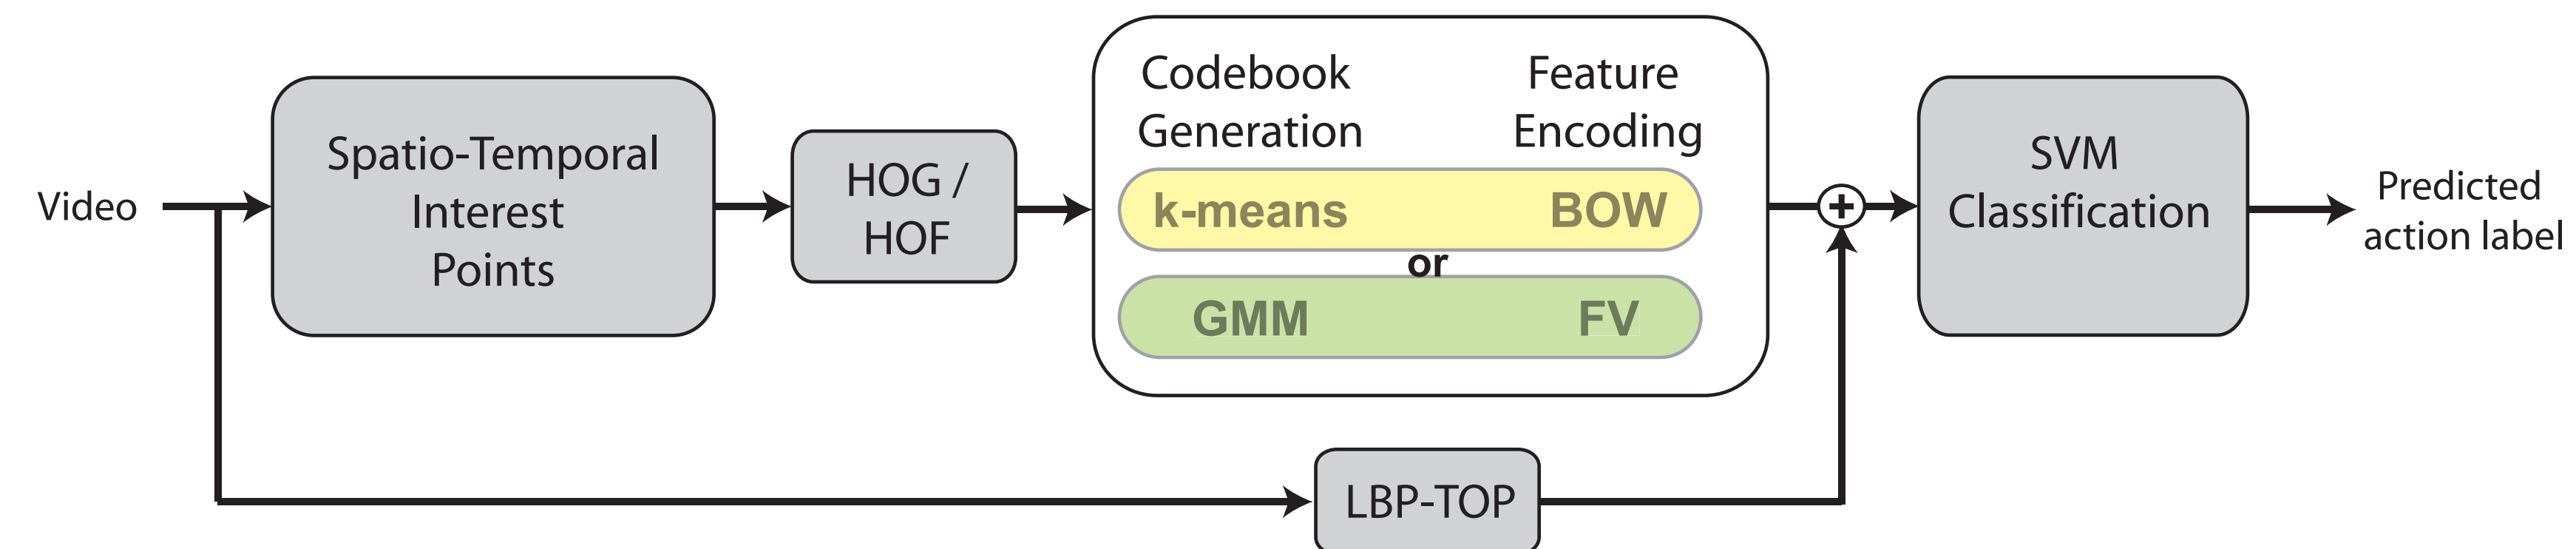 Video
Spatio-Temporal
Interest
Points
HOG /
HOF
Codebook
Generation
Feature
Encoding
k-means
BOW
or
GMM
FV
+
SVM
Classification
Predicted
action label
LBP-TOP